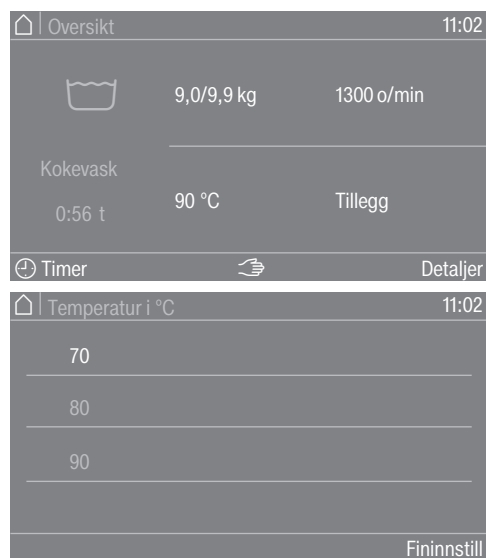 Oversikt 11:02
9,0/9,9 kg 1300 o/min
Kokevask
0:56 t
90 °C Tillegg
Timer Detaljer
Temperatur i °C 11:02
70
80
90
Fininnstill